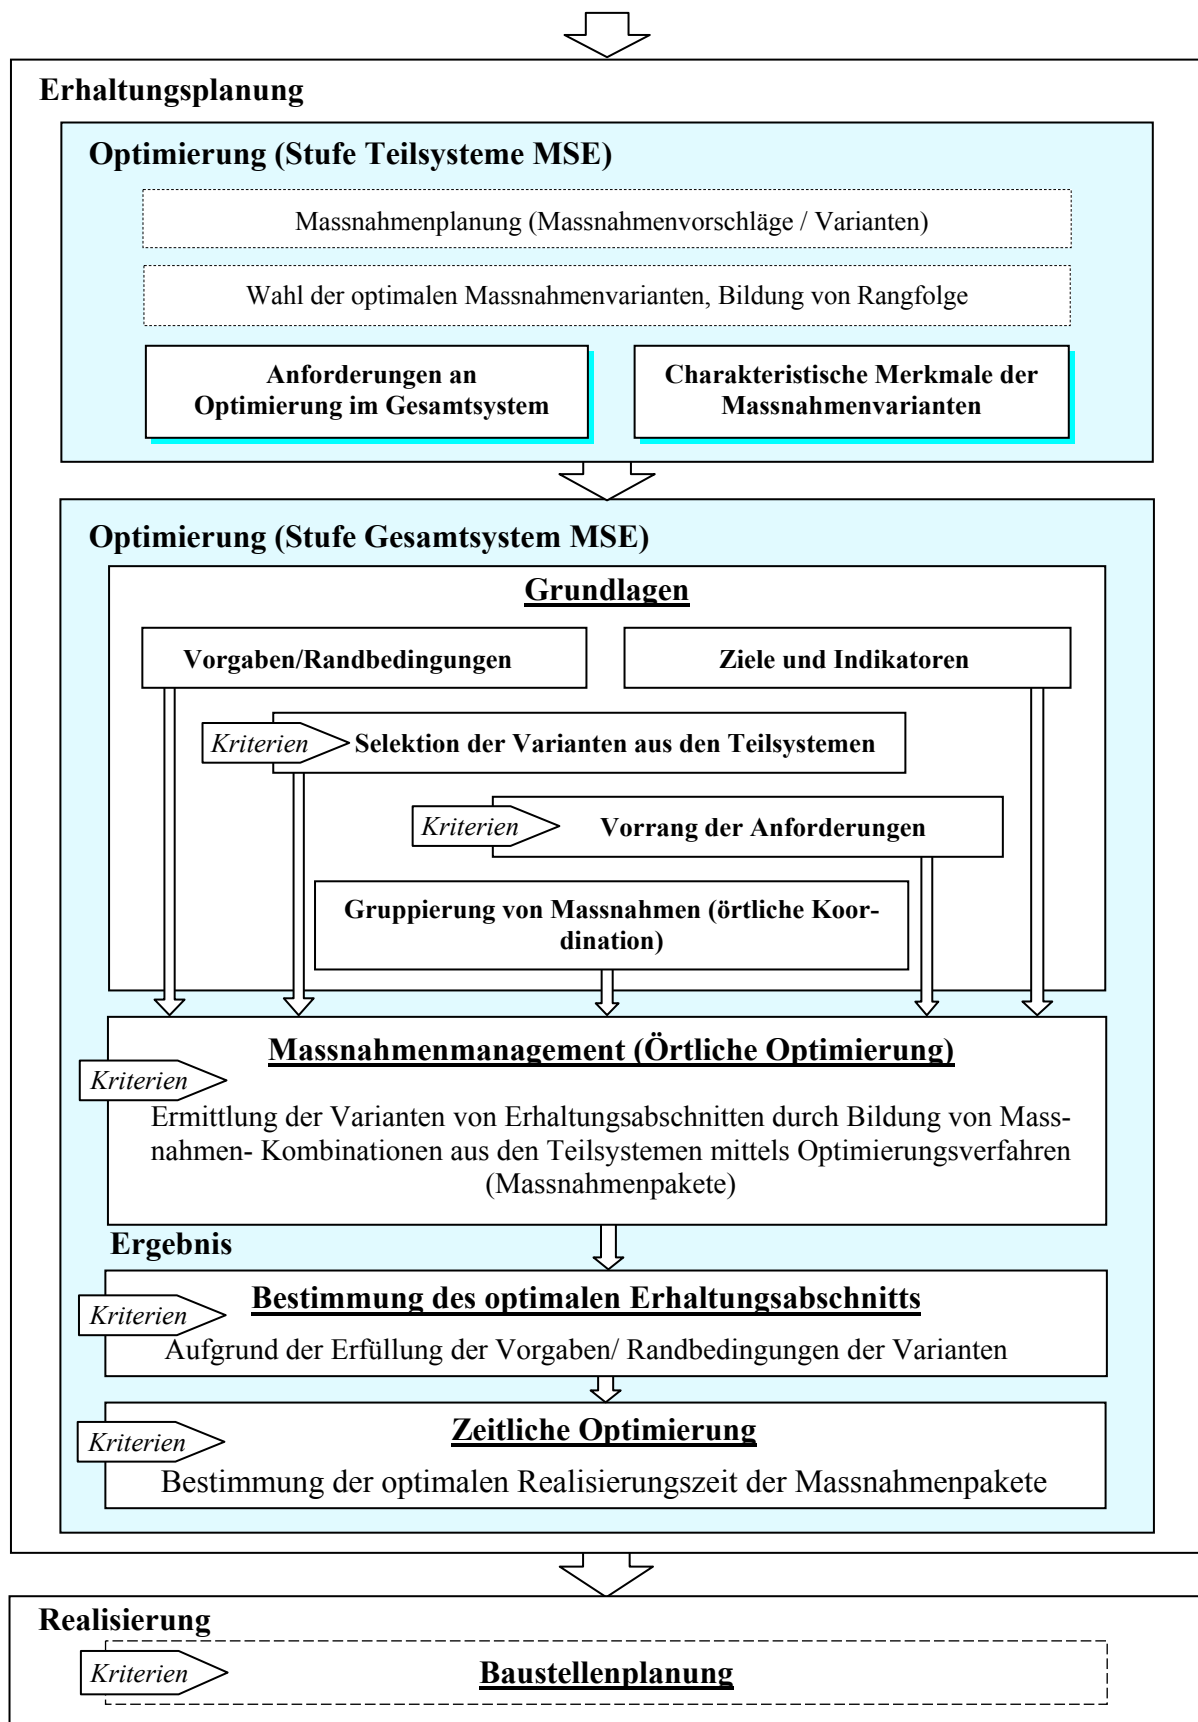 Erhaltungsplanung
Optimierung (Stufe Teilsysteme MSE)
Massnahmenplanung (Massnahmenvorschläge / Varianten)
Wahl der optimalen Massnahmenvarianten, Bildung von Rangfolge
Anforderungen an
Optimierung im Gesamtsystem
Charakteristische Merkmale der
Massnahmenvarianten
Optimierung (Stufe Gesamtsystem MSE)
Grundlagen
Vorgaben/Randbedingungen
Ziele und Indikatoren
Kriterien
Selektion der Varianten aus den Teilsystemen
Kriterien
Vorrang der Anforderungen
Gruppierung von Massnahmen (örtliche Koor-
dination)
Massnahmenmanagement (Örtliche Optimierung)
Kriterien
Ermittlung der Varianten von Erhaltungsabschnitten durch Bildung von Mass-
nahmen- Kombinationen aus den Teilsystemen mittels Optimierungsverfahren
(Massnahmenpakete)
Ergebnis
Bestimmung des optimalen Erhaltungsabschnitts
Kriterien
Aufgrund der Erfüllung der Vorgaben/ Randbedingungen der Varianten
Zeitliche Optimierung
Kriterien
Bestimmung der optimalen Realisierungszeit der Massnahmenpakete
Realisierung
Kriterien
Baustellenplanung